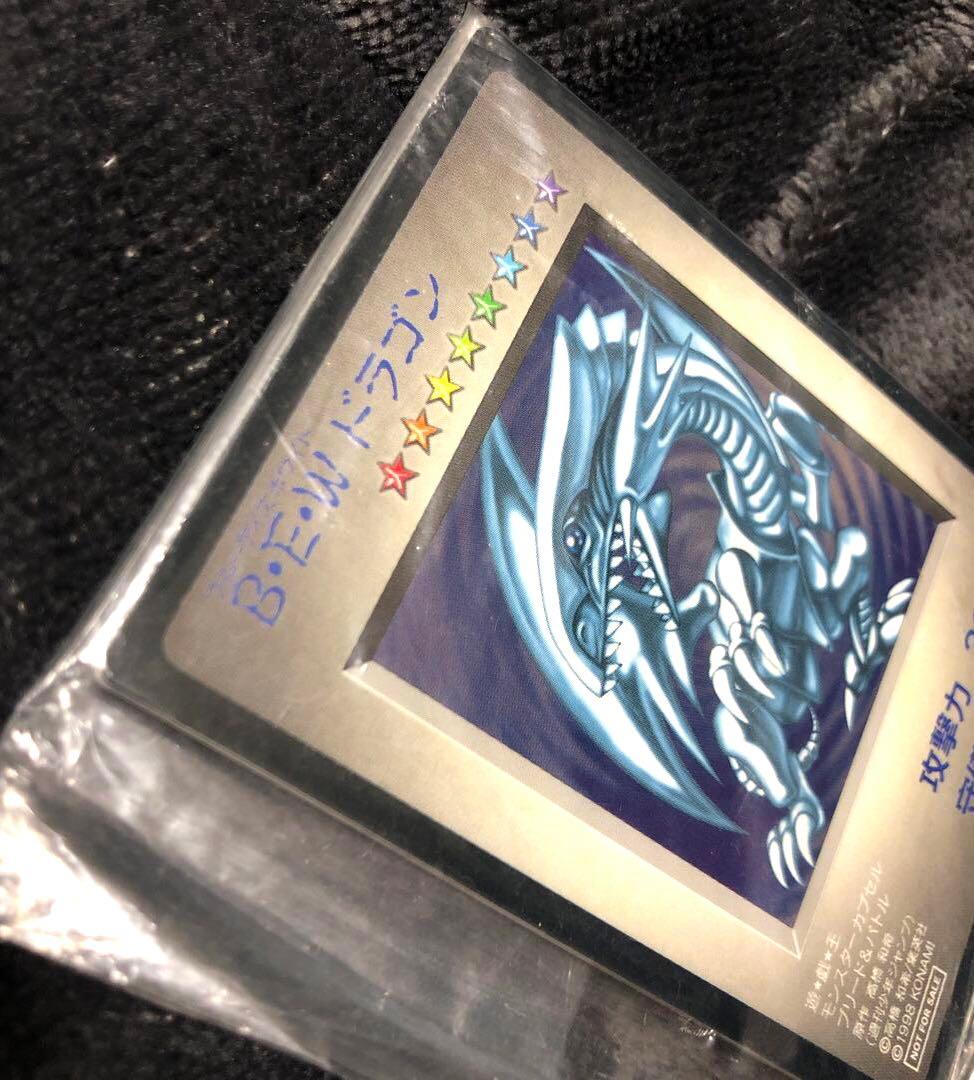 B・E・W ドラゴン
攻撃力
遊★戯★王
モンスターカプセル
ブリード&バトル
原作 高橋 和希
(週刊少年ジャンプ)
©高橋 和希/集英社
©1998 KONAMI
NOT FOR SALE